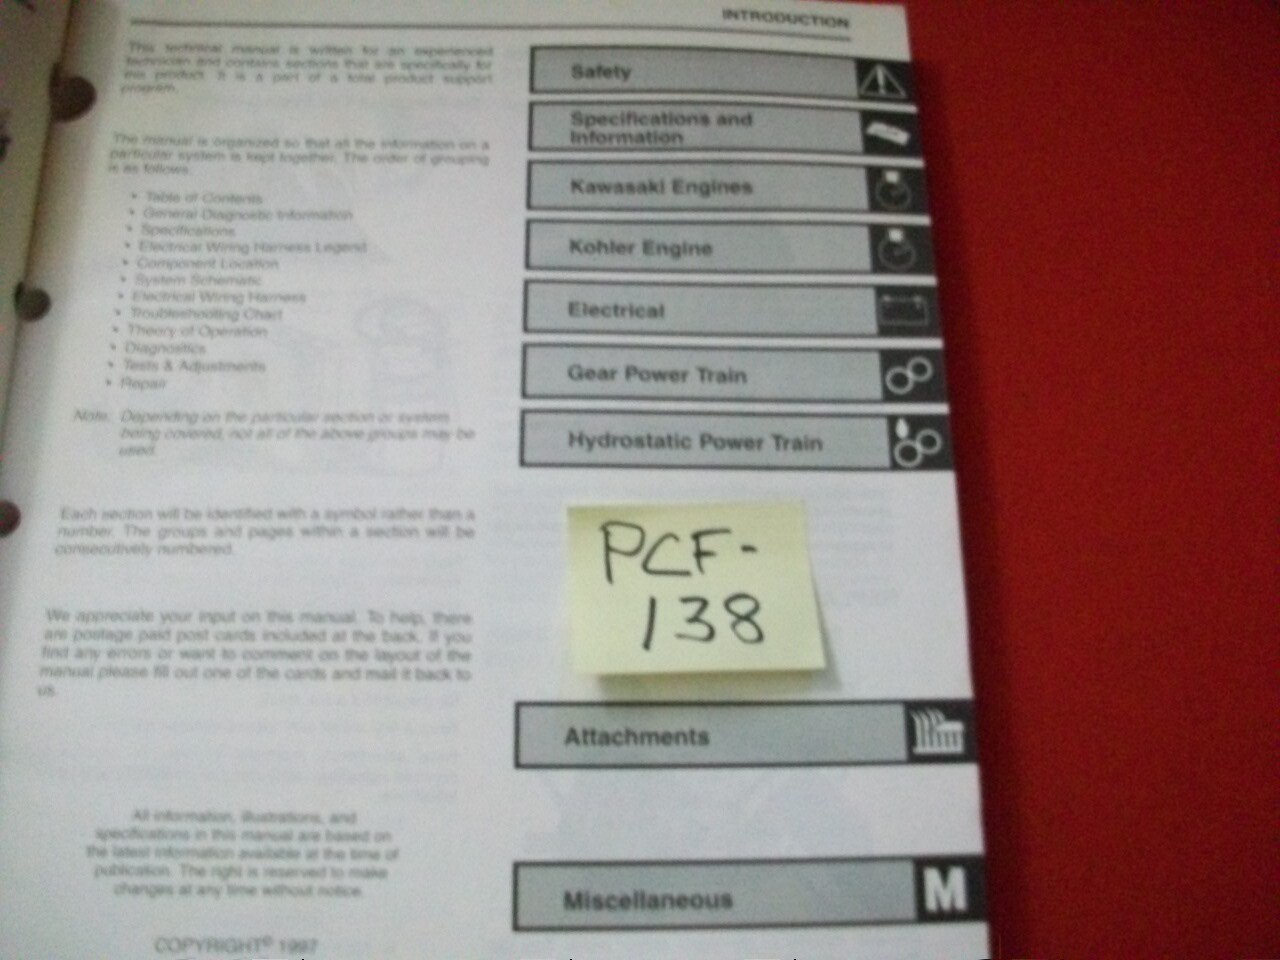 INTRODUCTION
This technical manual is written for an experienced
technician and contains sections that are specifically for
this product. It is a part of a total product support
program.
The manual is organized so that all the information on a
particular system is kept together. The order of grouping
is as follows:
• Table of Contents
• General Diagnostic Information
• Specifications
• Electrical Wiring Harness Legend
• Component Location
• System Schematic
• Electrical Wiring Harness
• Troubleshooting Chart
• Theory of Operation
• Diagnostics
• Tests & Adjustments
• Repair
Note: Depending on the particular section or system
being covered, not all of the above groups may be
used.
Each section will be identified with a symbol rather than a
number. The groups and pages within a section will be
consecutively numbered.
We appreciate your input on this manual. To help, there
are postage paid post cards included at the back. If you
find any errors or want to comment on the layout of the
manual please fill out one of the cards and mail it back to
us.
All information, illustrations, and
specifications in this manual are based on
the latest information available at the time of
publication. The right is reserved to make
changes at any time without notice.
COPYRIGHT© 1997
Safety
Specifications and
Information
Kawasaki Engines
Kohler Engine
Electrical
Gear Power Train
Hydrostatic Power Train
PCF-
138
Attachments
Miscellaneous
M